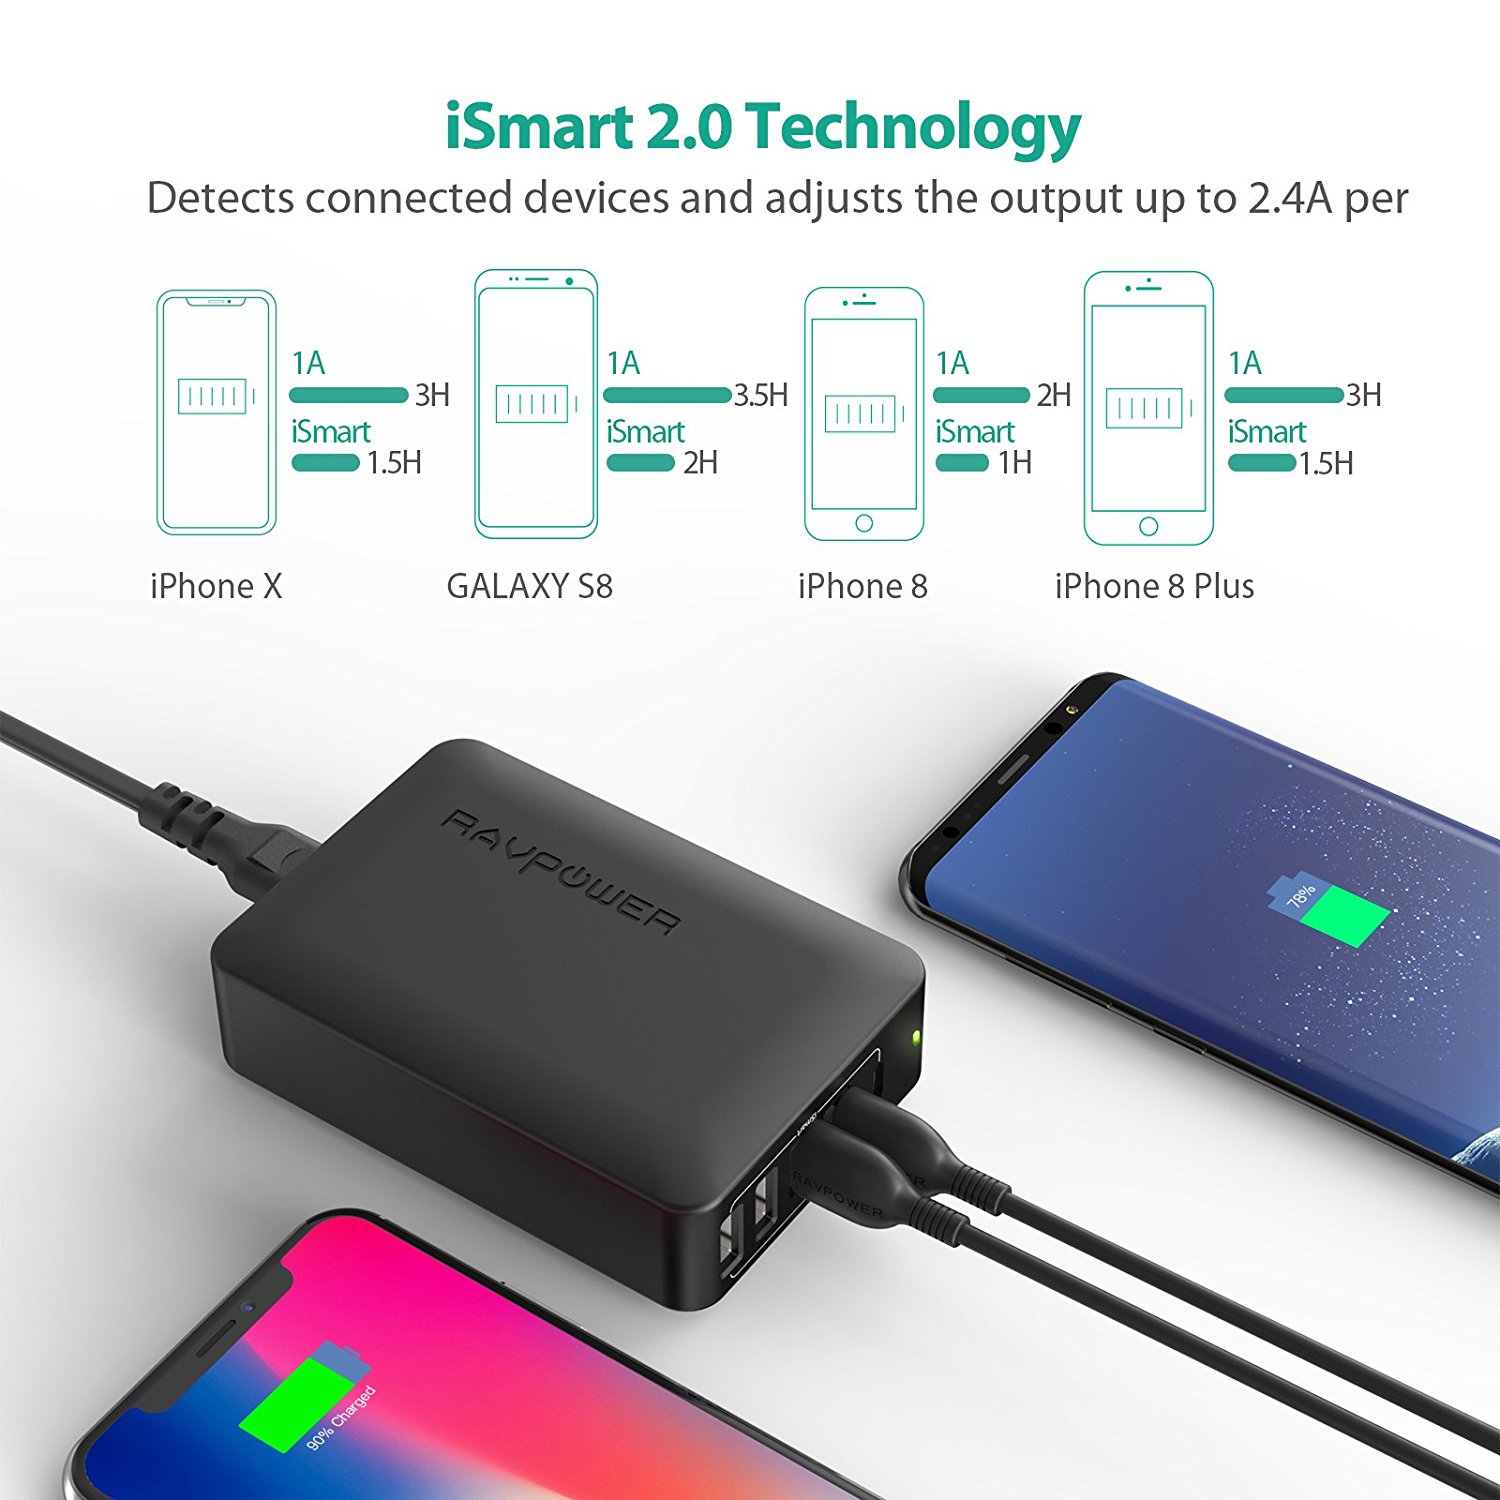 iSmart 2.0 Technology
Detects connected devices and adjusts the output up to 2.4A per
1A
3H
iSmart
1.5H
iPhone X
1A
3.5H
iSmart
2H
GALAXY S8
1A
2H
iSmart
1H
iPhone 8
1A
3H
iSmart
1.5H
iPhone 8 Plus
RAVPOWER
78%
iSmart
RAVPOWER
ER
90% Charged